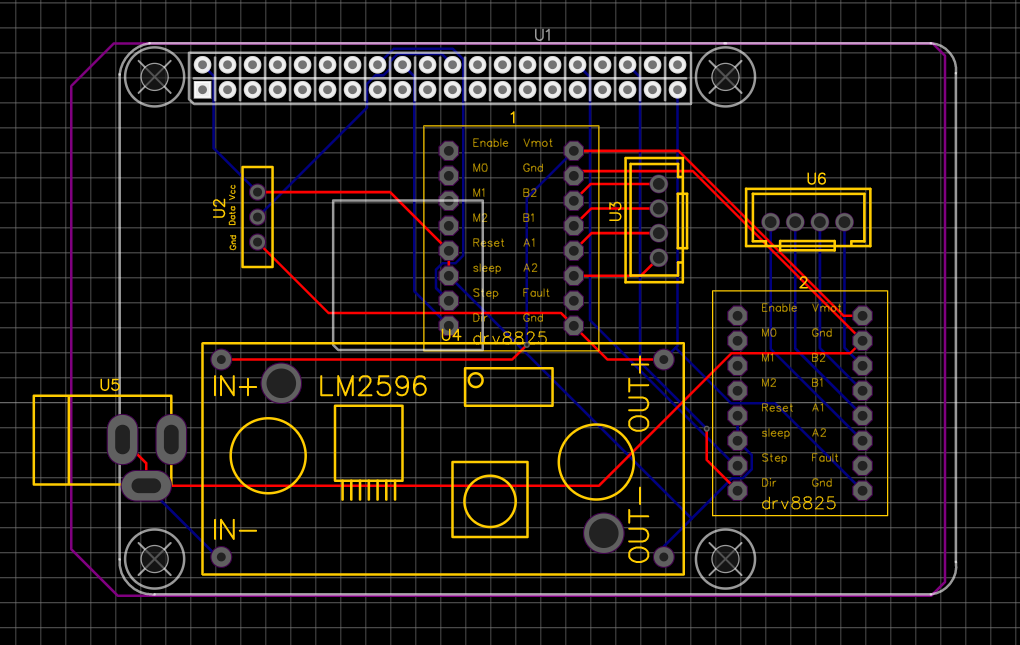 U1
1
Enable Vmot
M0 Gnd
M1 B2
M2 B1
Reset A1
sleep A2
Step Fault
Dir Gnd
drv8825
U2
Vcc
Data
Gnd
U3
U6
2
Enable Vmot
M0 Gnd
M1 B2
M2 B1
Reset A1
sleep A2
Step Fault
Dir Gnd
drv8825
U4
IN+ LM2596 OUT+
IN- OUT-
U5